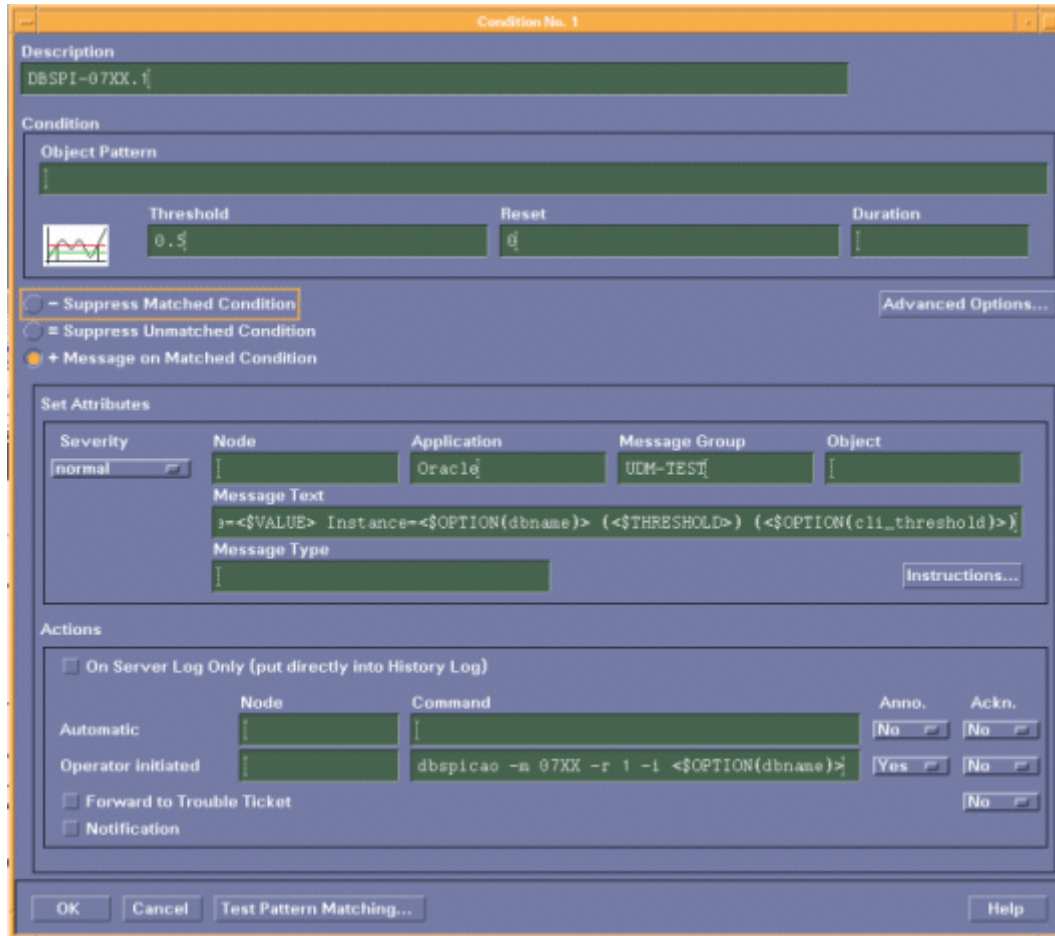 Condition No. 1
Description
DBSPI-07XX.1
Condition
Object Pattern
Threshold Reset Duration
0.5 0
- Suppress Matched Condition Advanced Options...
= Suppress Unmatched Condition
+ Message on Matched Condition
Set Attributes
Severity Node Application Message Group Object
normal Oracle UDM-TEST
Message Text
=<$VALUE> Instance=<$OPTION(dbname)> (<$THRESHOLD>) (<$OPTION(cli_threshold)>)
Message Type
Instructions...
Actions
On Server Log Only (put directly into History Log)
Node Command Anno. Ackn.
Automatic No No
Operator initiated dbspicao -m 07XX -r 1 -i <$OPTION(dbname)> Yes No
Forward to Trouble Ticket No
Notification
OK Cancel Test Pattern Matching... Help